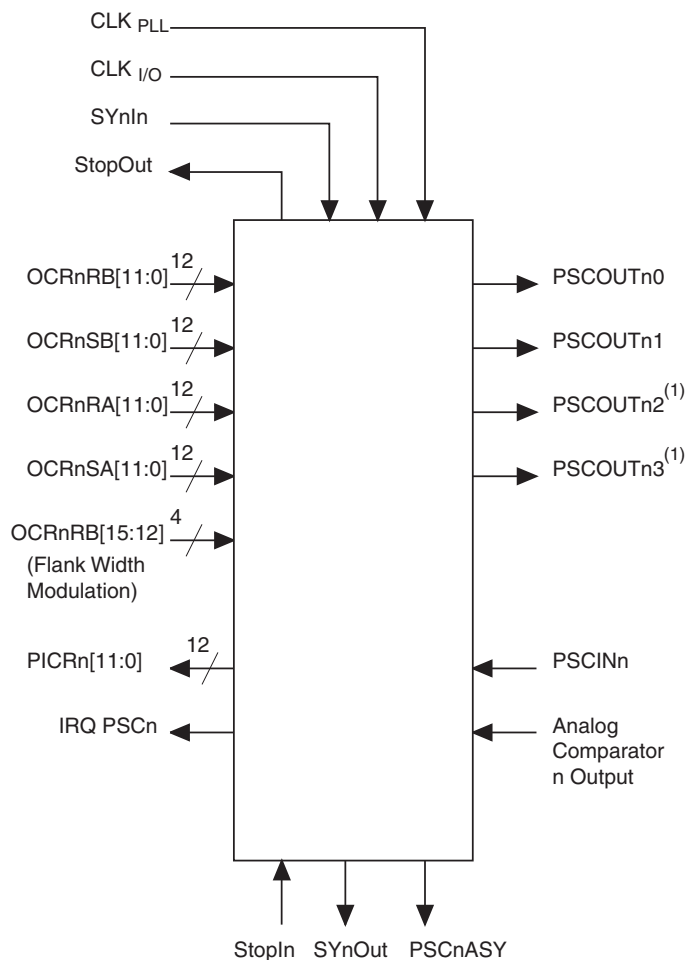 CLK PLL
CLK I/O
SYnIn
StopOut
OCRnRB[11:0] 12
PSCOUTn0
OCRnSB[11:0] 12
PSCOUTn1
OCRnRA[11:0] 12
PSCOUTn2(1)
OCRnSA[11:0] 12
PSCOUTn3(1)
OCRnRB[15:12] 4
(Flank Width
Modulation)
PICRn[11:0] 12
PSCINn
IRQ PSCn
Analog
Comparator
n Output
StopIn SYnOut PSCnASY